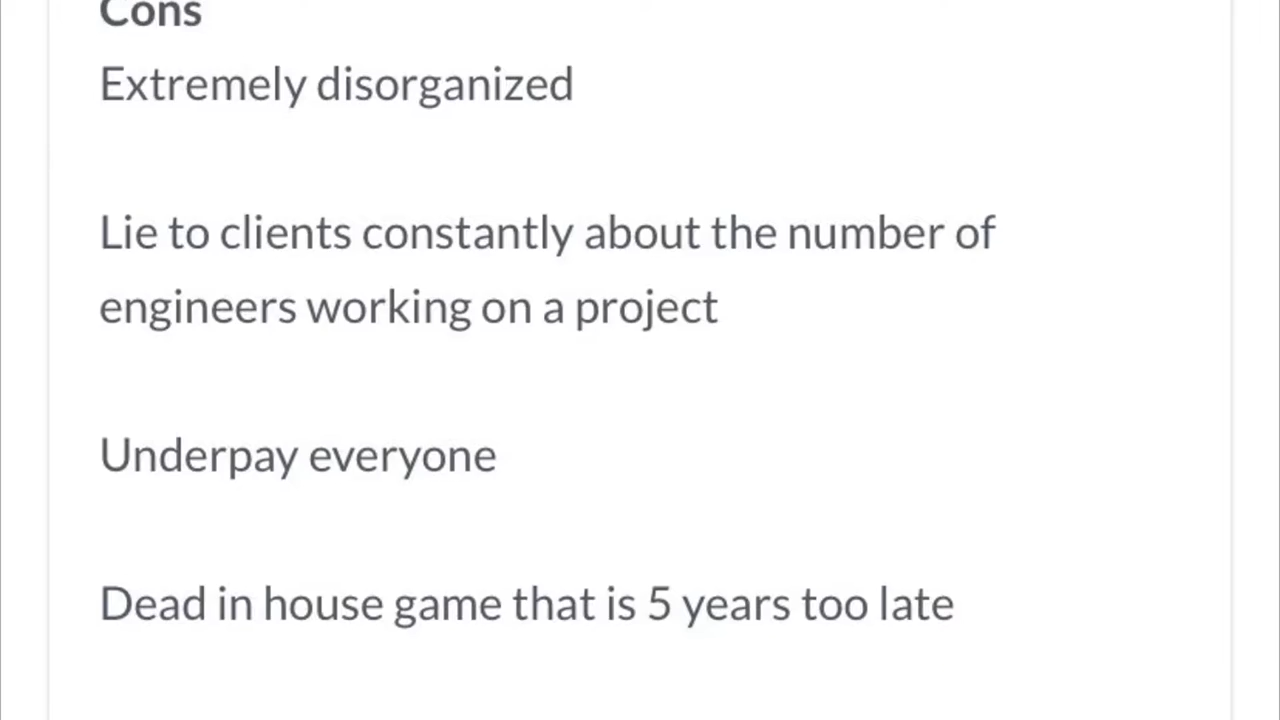 Cons
Extremely disorganized
Lie to clients constantly about the number of
engineers working on a project
Underpay everyone
Dead in house game that is 5 years too late